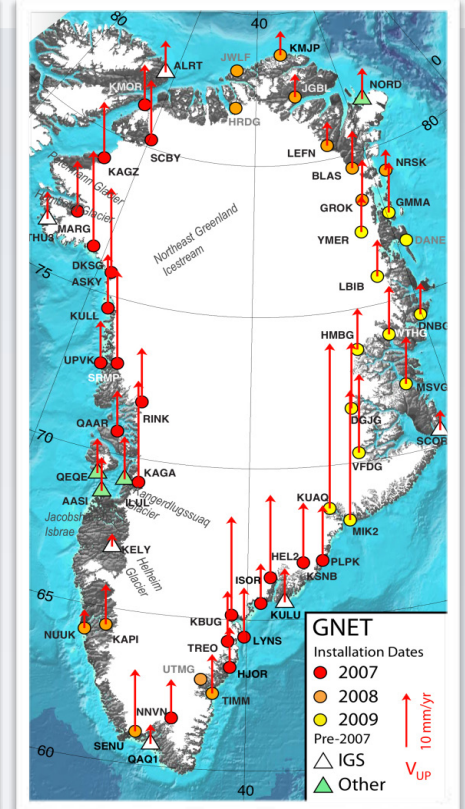 80
40
0
KMJP
ALRT
JWLF
KMOR
JGBL
NORD
HRDG
80
SCBY
LEFN
KAGZ
BLAS
NRSK
Humboldt Glacier
GROK
GMMA
THU3
MARG
Northeast Greenland
Icestream
YMER
DANE
DKSG
75
ASKY
LBIB
KULL
DNBG
HMBG
WTHG
UPVK
SRMP
MSVG
RINK
DGJG
QAAR
SCOR
70
VFDG
QEQE
KAGA
AASI
ILUL
Kangerdlugssuaq
Glacier
KUAQ
Jacobshavn
Isbrae
MIK2
KELY
Helheim
Glacier
HEL2
PLPK
KSNB
ISOR
65
KULU
KBUG
GNET
NUUK
KAPI
TREO
LYNS
Installation Dates
HJOR
2007
UTMG
2008
TIMM
10 mm/yr
NNVN
2009
Pre-2007
SENU
IGS
VUP
QAQ1
60
Other
40